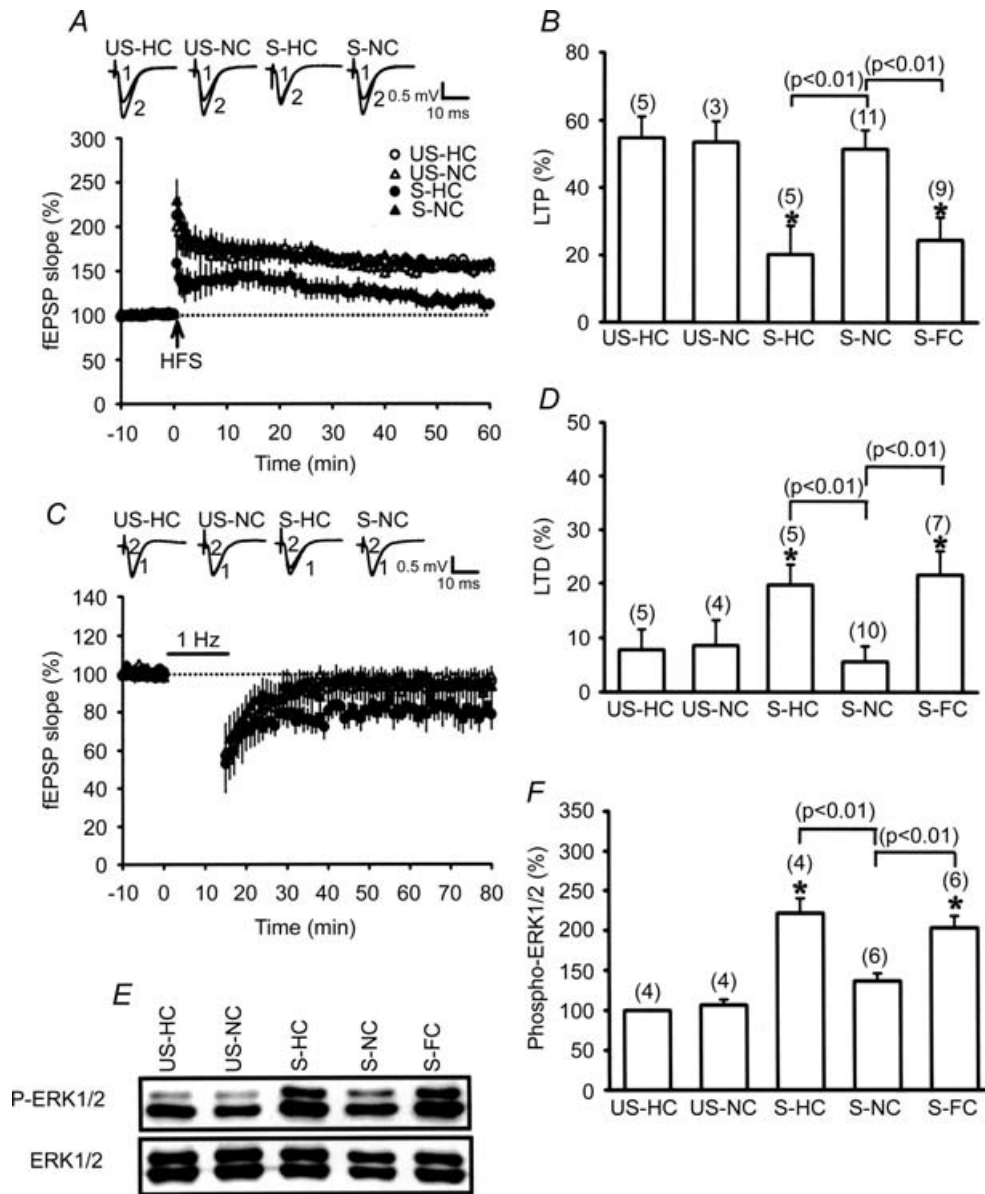 A
US-HC US-NC S-HC S-NC
1 2
1 2
1 2
1 2
0.5 mV
10 ms
300
250
200
150
100
50
0
fEPSP slope (%)
US-HC
US-NC
S-HC
S-NC
HFS
-10 0 10 20 30 40 50 60
Time (min)
B
80
60
40
20
0
LTP (%)
(5) (3) (5) (11) (9)
* *
(p<0.01) (p<0.01)
US-HC US-NC S-HC S-NC S-FC
C
US-HC US-NC S-HC S-NC
2 1
2 1
2 1
2 1
0.5 mV
10 ms
140
120
100
80
60
40
20
0
fEPSP slope (%)
1 Hz
-10 0 10 20 30 40 50 60 70 80
Time (min)
D
50
40
30
20
10
0
LTD (%)
(5) (4) (5) (10) (7)
* *
(p<0.01) (p<0.01)
US-HC US-NC S-HC S-NC S-FC
E
US-HC US-NC S-HC S-NC S-FC
P-ERK1/2
ERK1/2
F
350
300
250
200
150
100
50
0
Phospho-ERK1/2 (%)
(4) (4) (4) (6) (6)
* *
(p<0.01) (p<0.01)
US-HC US-NC S-HC S-NC S-FC